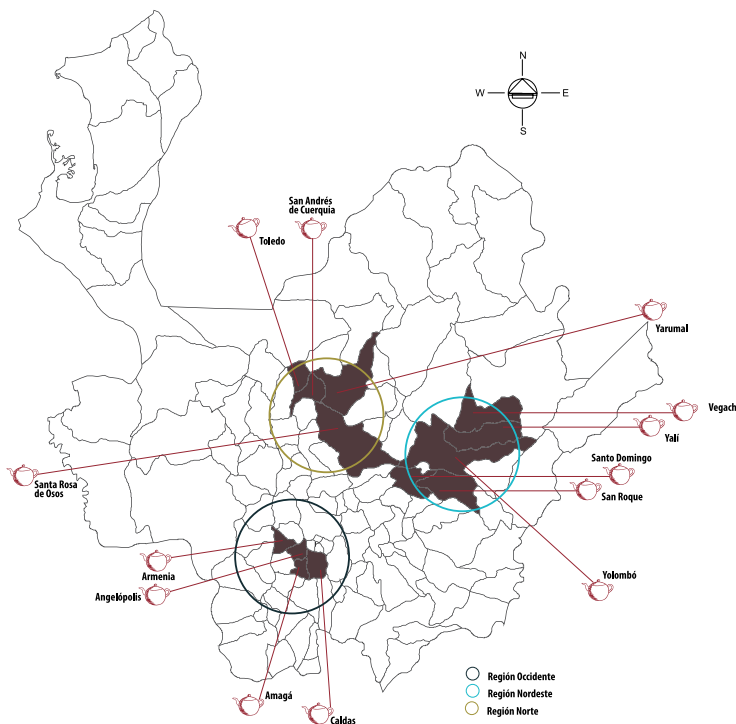 N
W
E
S
San Andrés
de Cuerquia
Toledo
Yarumal
Vegach
Yalí
Santo Domingo
San Roque
Santa Rosa
de Osos
Armenia
Angelópolis
Yolombó
Amagá
Caldas
Región Occidente
Región Nordeste
Región Norte